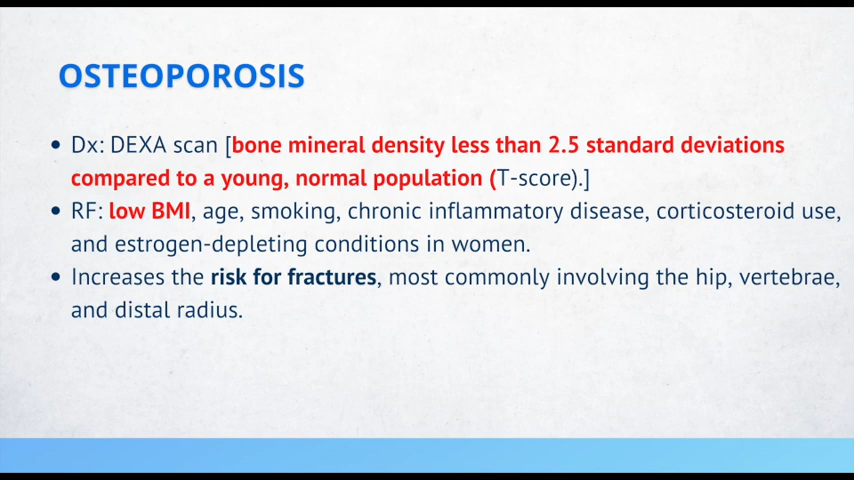 OSTEOPOROSIS
• Dx: DEXA scan [bone mineral density less than 2.5 standard deviations
compared to a young, normal population (T-score).]
• RF: low BMI, age, smoking, chronic inflammatory disease, corticosteroid use,
and estrogen-depleting conditions in women.
• Increases the risk for fractures, most commonly involving the hip, vertebrae,
and distal radius.